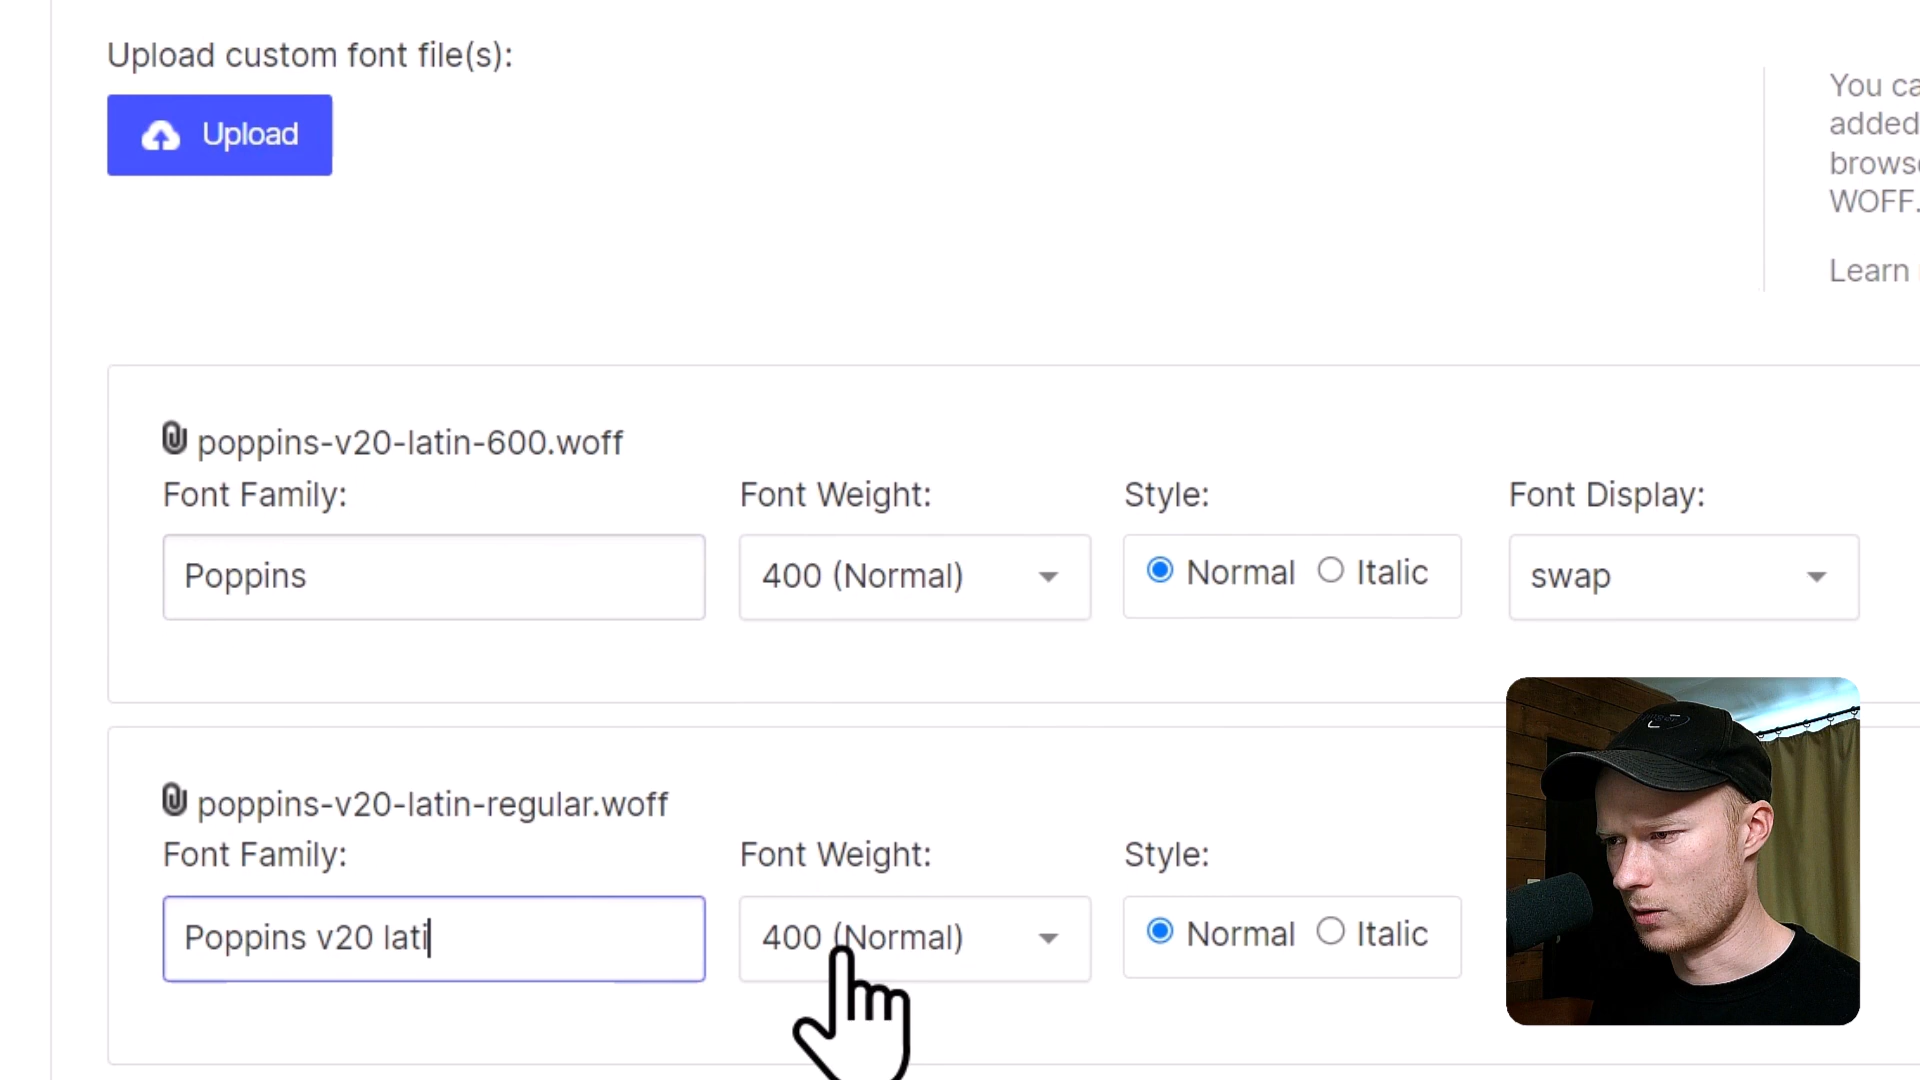 Upload custom font file(s):
Upload
You ca
added
browse
WOFF.
Learn
poppins-v20-latin-600.woff
Font Family: Font Weight: Style: Font Display:
Poppins 400 (Normal) Normal Italic swap
poppins-v20-latin-regular.woff
Font Family: Font Weight: Style:
Poppins v20 lati 400 (Normal) Normal Italic